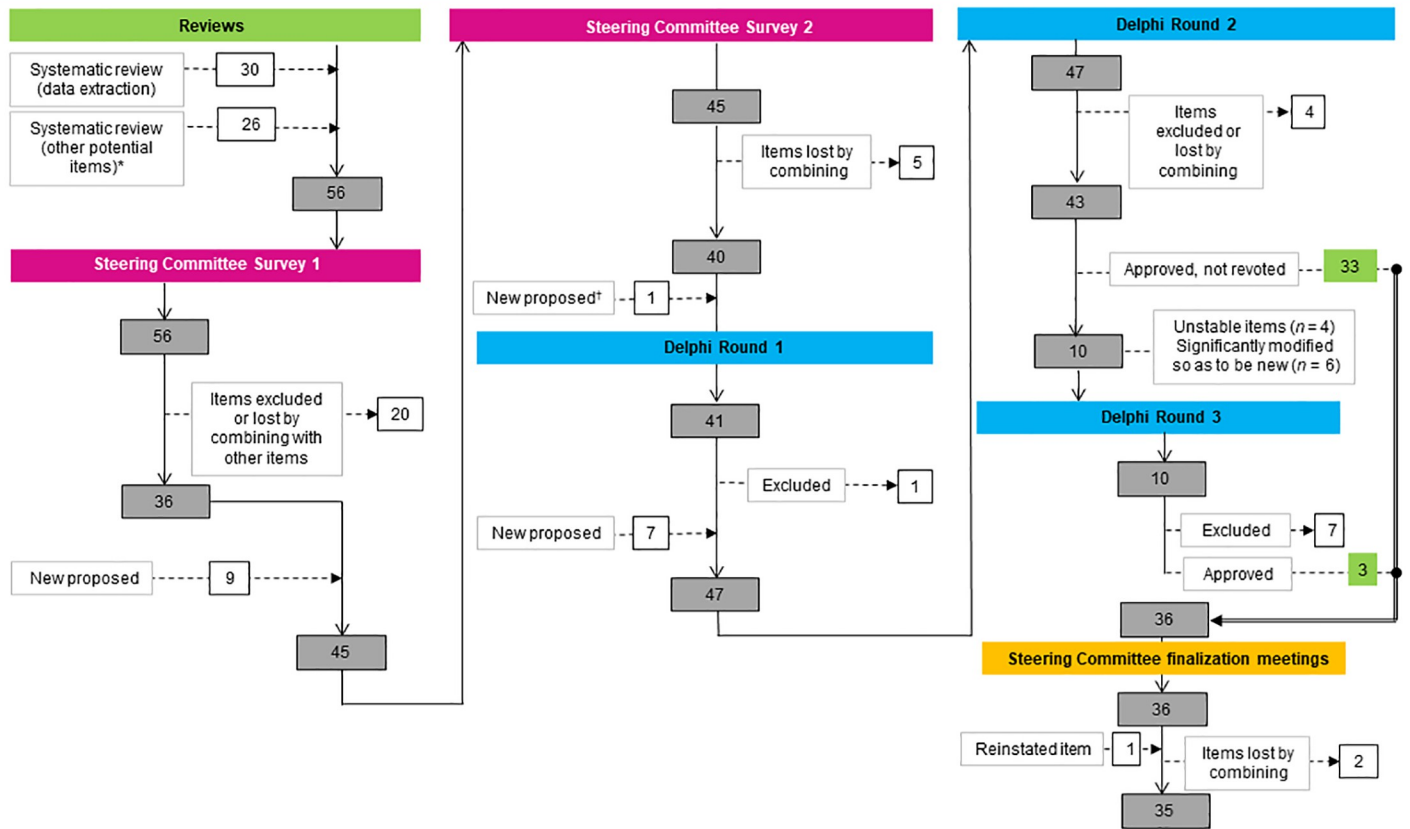 Reviews
Systematic review
(data extraction)
30
Systematic review
(other potential
items)*
26
56
Steering Committee Survey 1
56
Items excluded
or lost by
combining with
other items
20
36
New proposed
9
45
Steering Committee Survey 2
45
Items lost by
combining
5
40
New proposed†
1
Delphi Round 1
41
Excluded
1
New proposed
7
47
Delphi Round 2
47
Items
excluded or
lost by
combining
4
43
Approved, not revoted
33
10
Unstable items (n = 4)
Significantly modified
so as to be new (n = 6)
Delphi Round 3
10
Excluded
7
Approved
3
36
Steering Committee finalization meetings
36
Reinstated item
1
Items lost by
combining
2
35